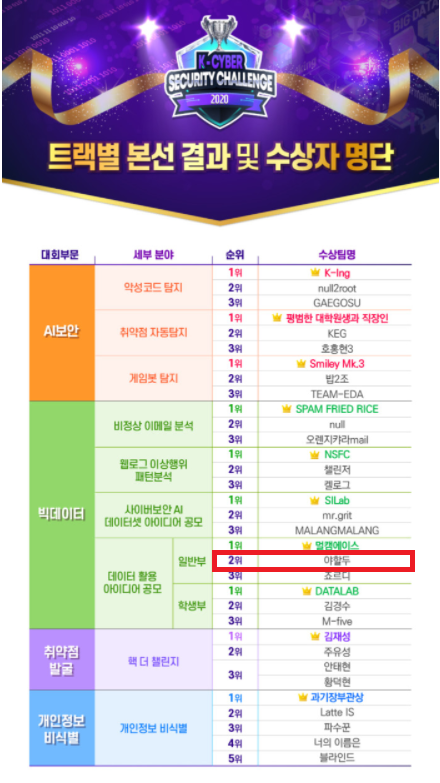 K-CYBER
SECURITY CHALLENGE
2020
트랙별 본선 결과 및 수상자 명단
대회부문 세부 분야 순위 수상팀명
AI보안
악성코드 탐지
1위 K-Ing
2위 null2root
3위 GAEGOSU
취약점 자동탐지
1위 평범한 대학원생과 직장인
2위 KEG
3위 호홍현3
게임봇 탐지
1위 Smiley Mk.3
2위 밥2조
3위 TEAM-EDA
빅데이터
비정상 이메일 분석
1위 SPAM FRIED RICE
2위 null
3위 오렌지캬라mail
웹로그 이상행위
패턴분석
1위 NSFC
2위 챌린저
3위 켈로그
사이버보안 AI
데이터셋 아이디어 공모
1위 SILab
2위 mr.grit
3위 MALANGMALANG
데이터 활용
아이디어 공모
일반부
1위 멀캠에이스
2위 야할두
3위 죠르디
학생부
1위 DATALAB
2위 김경수
3위 M-five
취약점
발굴
핵 더 챌린지
1위 김재성
2위 주유성
3위 안태현
황덕현
개인정보
비식별
개인정보 비식별
1위 과기장부관상
2위 Latte IS
3위 파수꾼
4위 너의 이름은
5위 블라인드